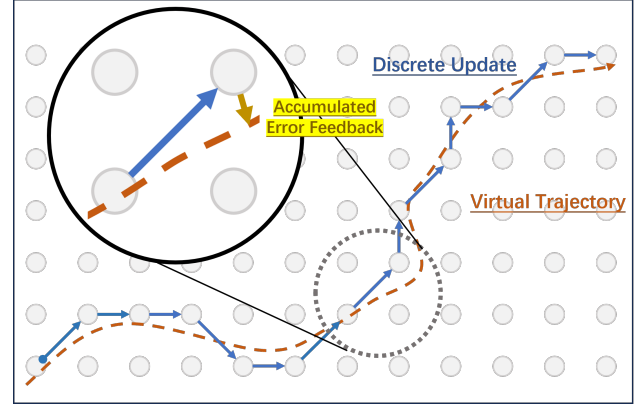 Discrete Update
Accumulated
Error Feedback
Virtual Trajectory